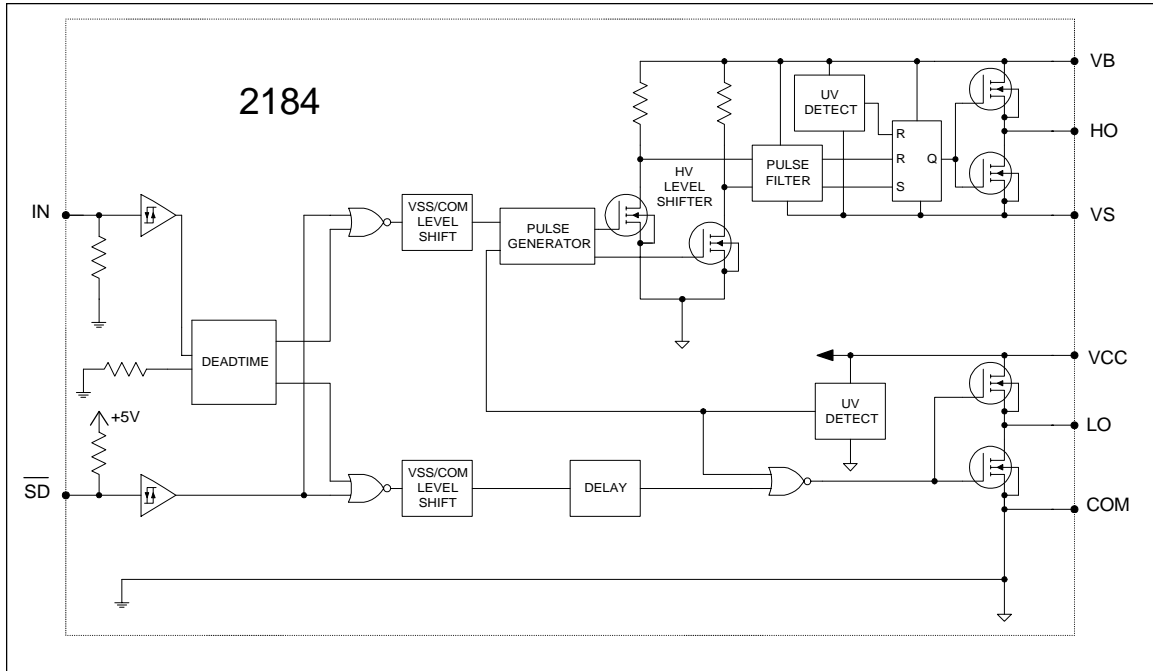 2184
VB
UV
DETECT
HO
R
R
Q
S
PULSE
FILTER
HV
LEVEL
SHIFTER
IN
VSS/COM
LEVEL
SHIFT
PULSE
GENERATOR
VS
DEADTIME
VCC
+5V
UV
DETECT
LO
SD
VSS/COM
LEVEL
SHIFT
DELAY
COM